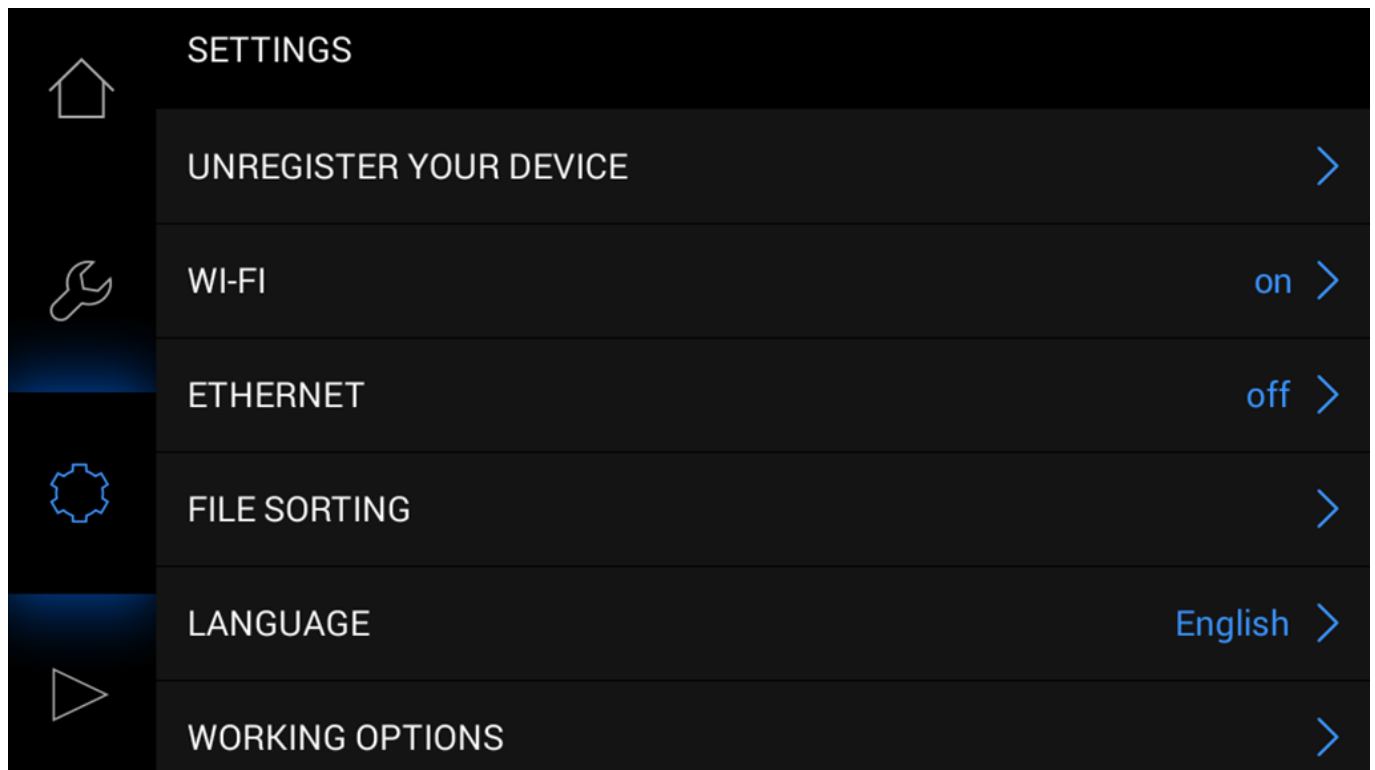 SETTINGS
UNREGISTER YOUR DEVICE
WI-FI on
ETHERNET off
FILE SORTING
LANGUAGE English
WORKING OPTIONS